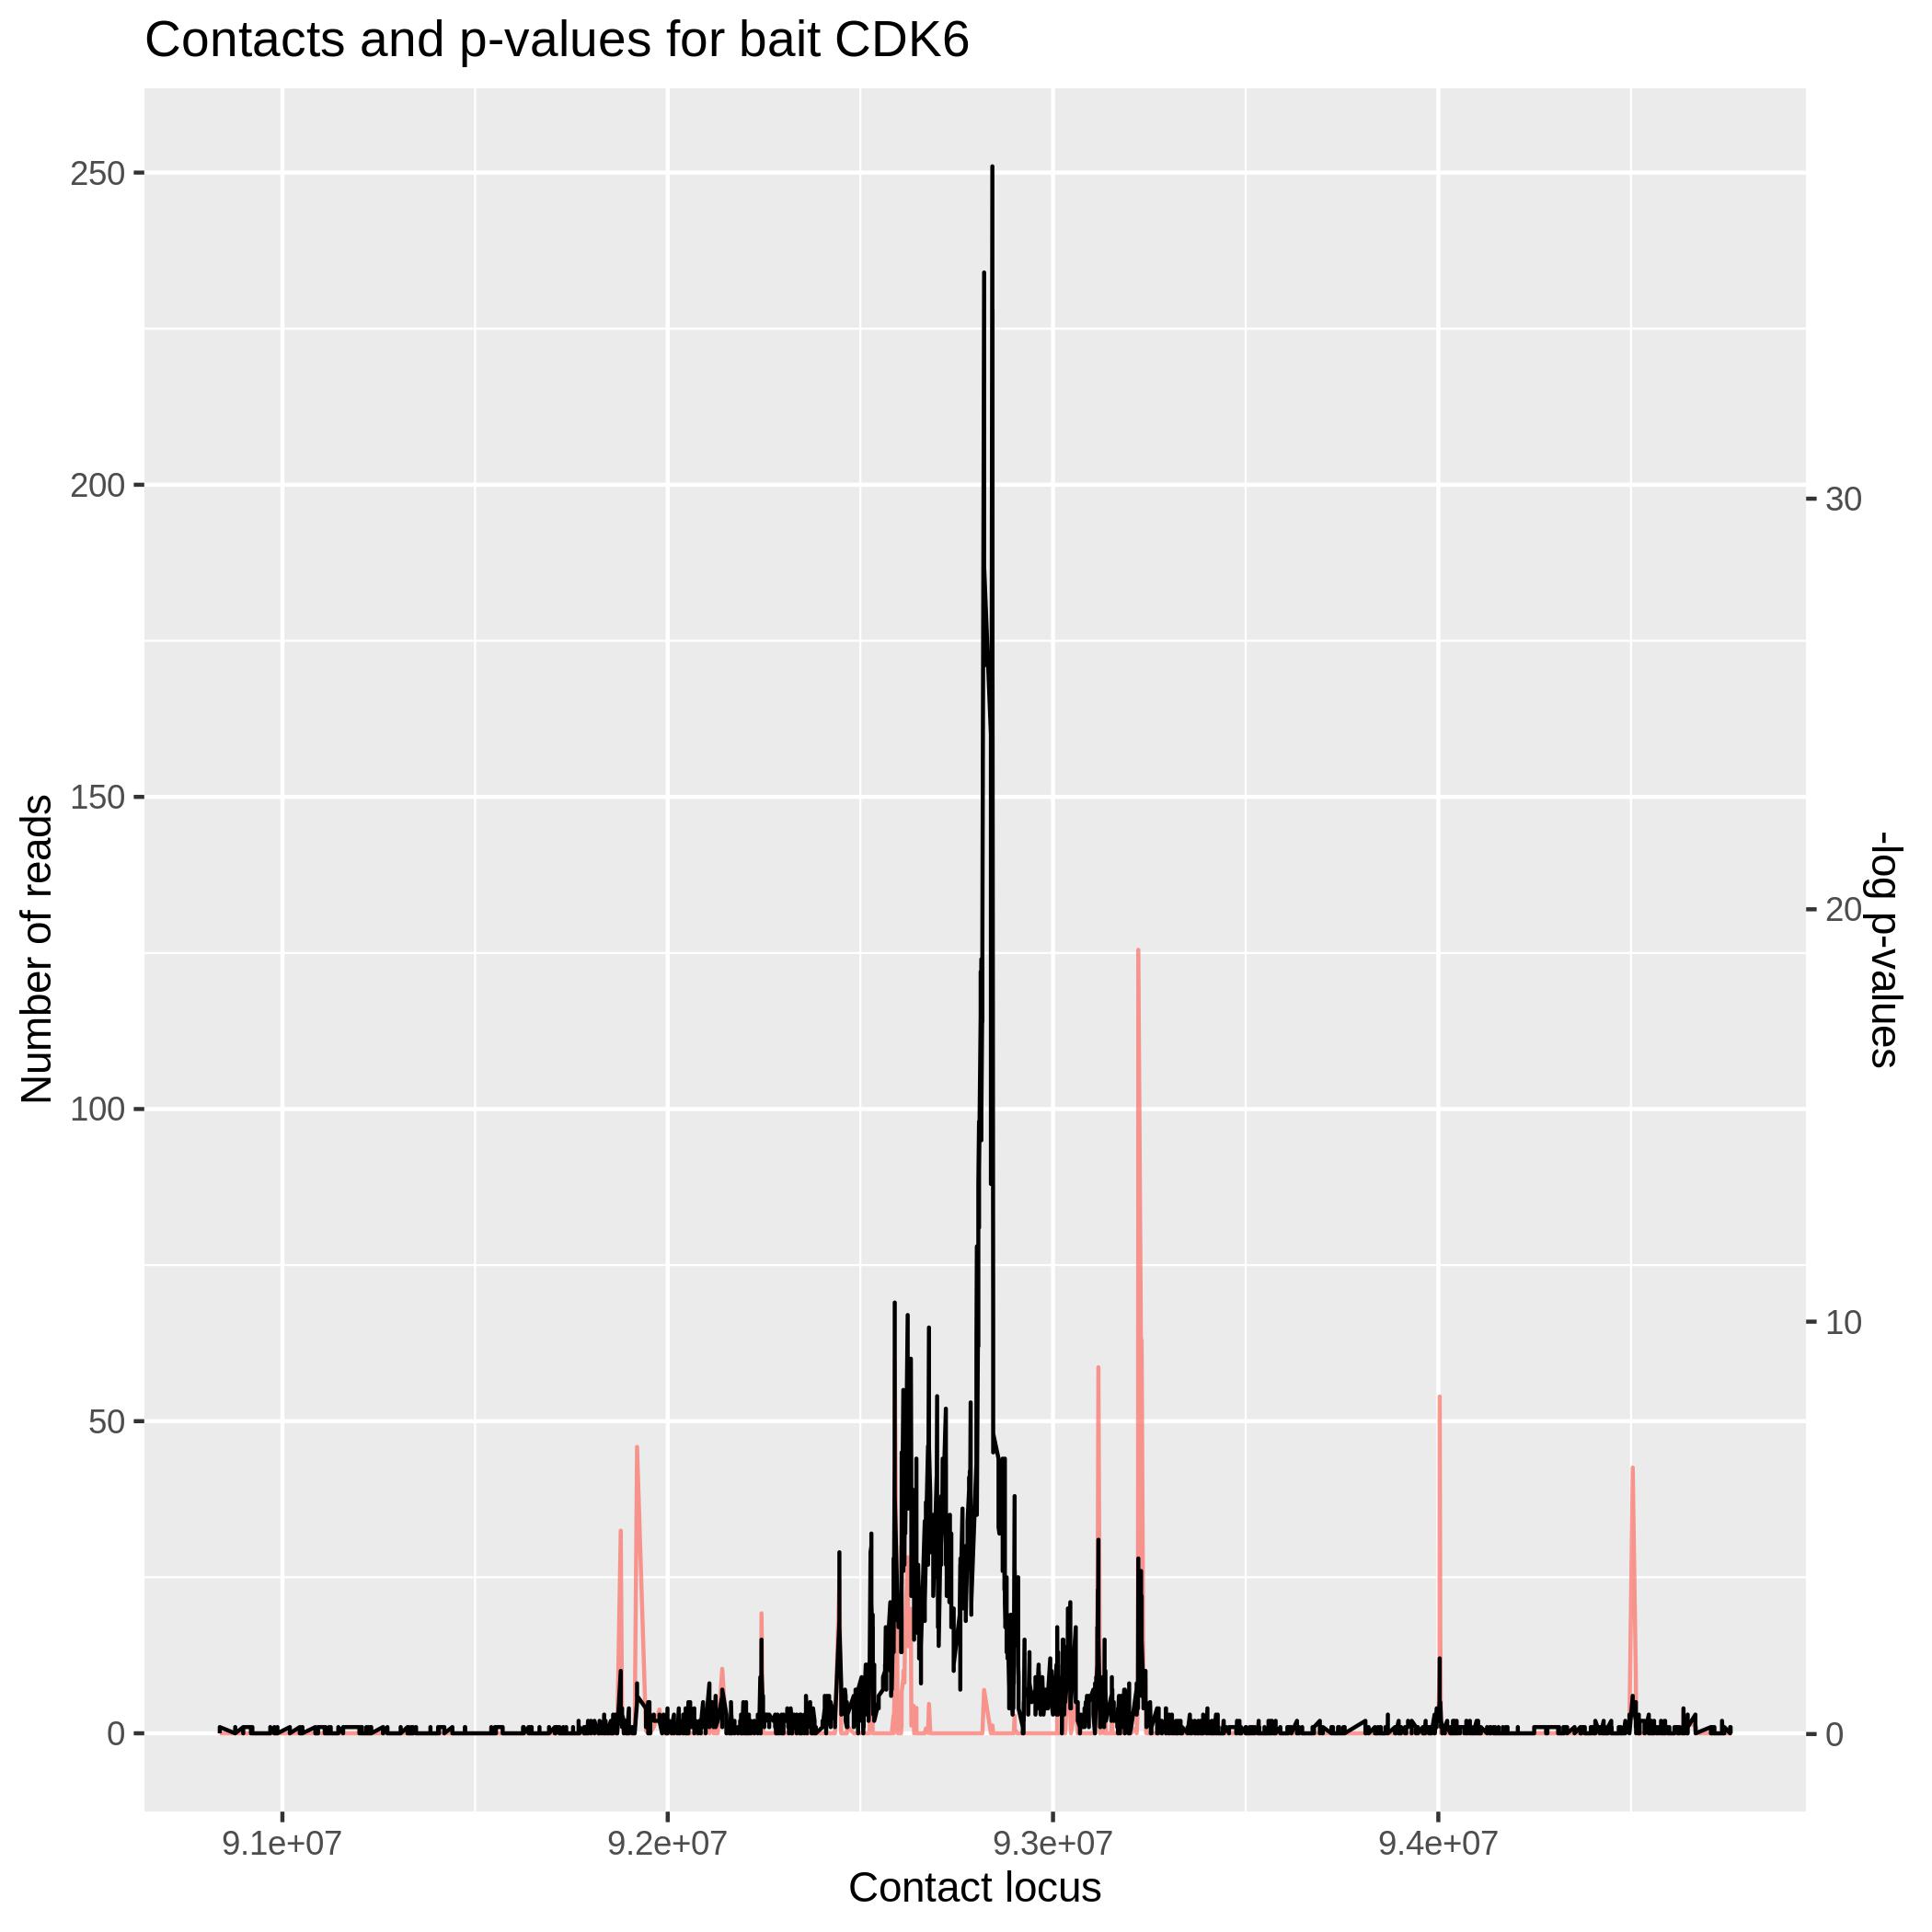 Contacts and p-values for bait CDK6
Number of reads
250
200
150
100
50
0
30
20
10
0
-log p-values
9.1e+07 9.2e+07 9.3e+07 9.4e+07
Contact locus